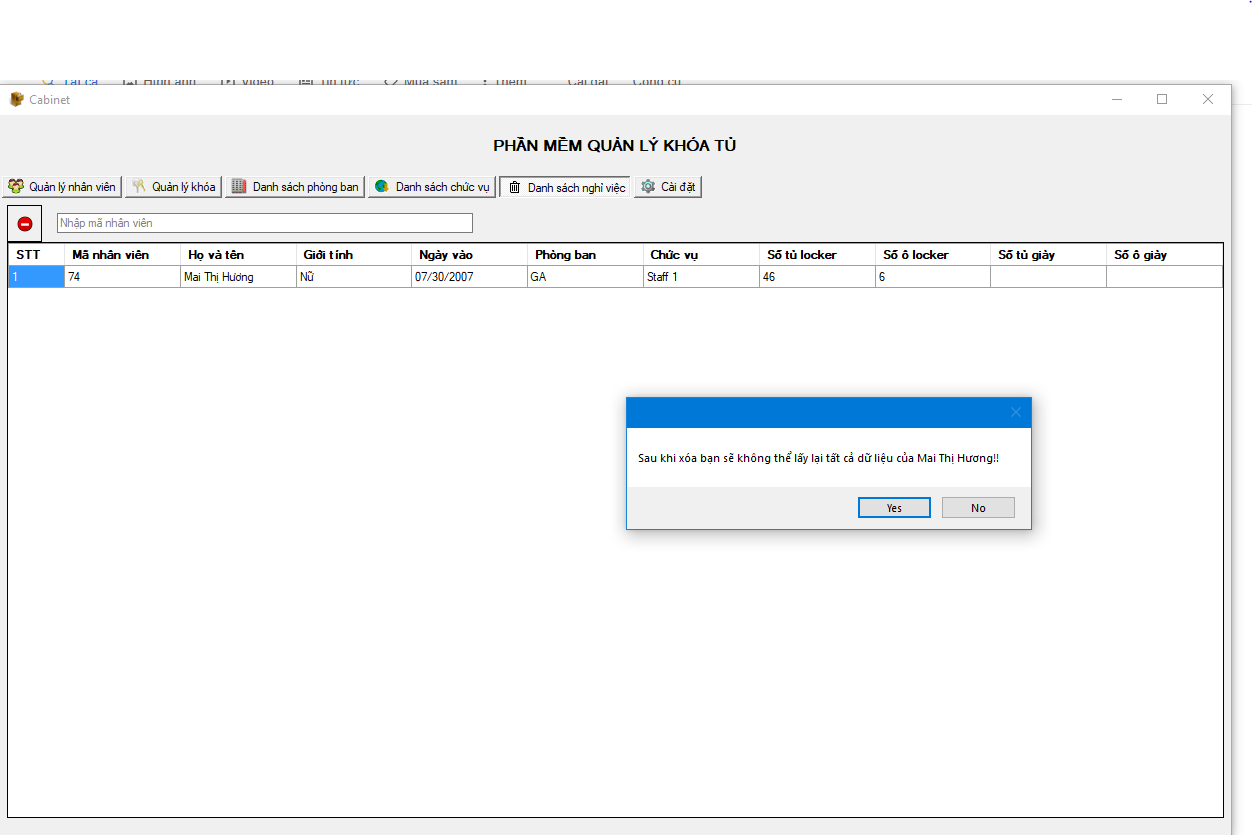 Tất cả Hình ảnh Video Tin tức Mua sắm Thêm Cài đặt Công cụ
Cabinet
PHẦN MỀM QUẢN LÝ KHÓA TỦ
Quản lý nhân viên Quản lý khóa Danh sách phòng ban Danh sách chức vụ Danh sách nghỉ việc Cài đặt
Nhập mã nhân viên
STT Mã nhân viên Họ và tên Giới tính Ngày vào Phòng ban Chức vụ Số tủ locker Số ô locker Số tủ giày Số ô giày
1 74 Mai Thị Hương Nữ 07/30/2007 GA Staff 1 46 6
Sau khi xóa bạn sẽ không thể lấy lại tất cả dữ liệu của Mai Thị Hương!!
Yes No